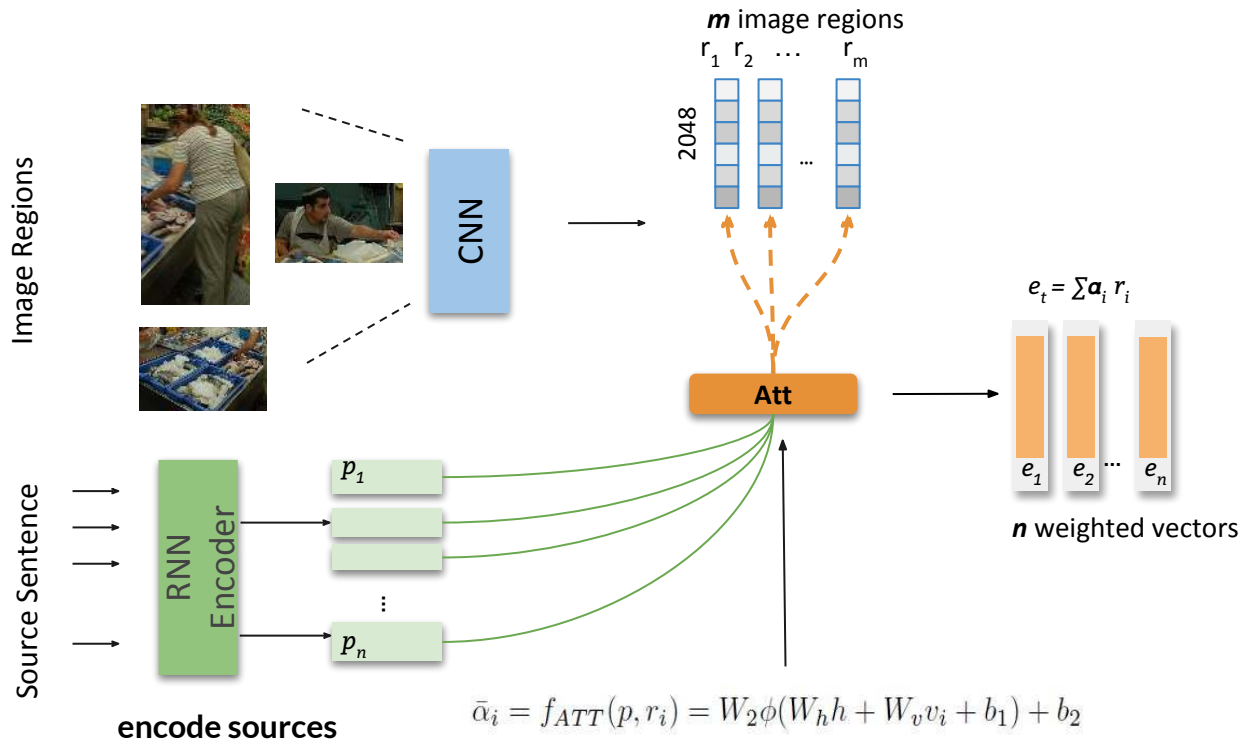 m image regions
r1 r2 ... rm
2048
...
Image Regions
CNN
et = ∑ai ri
Att
e1 e2 ... en
n weighted vectors
Source Sentence
RNN
Encoder
p1
...
pn
encode sources
ᾱi = fATT(p, ri) = W2ϕ(Whh + Wvvi + b1) + b2